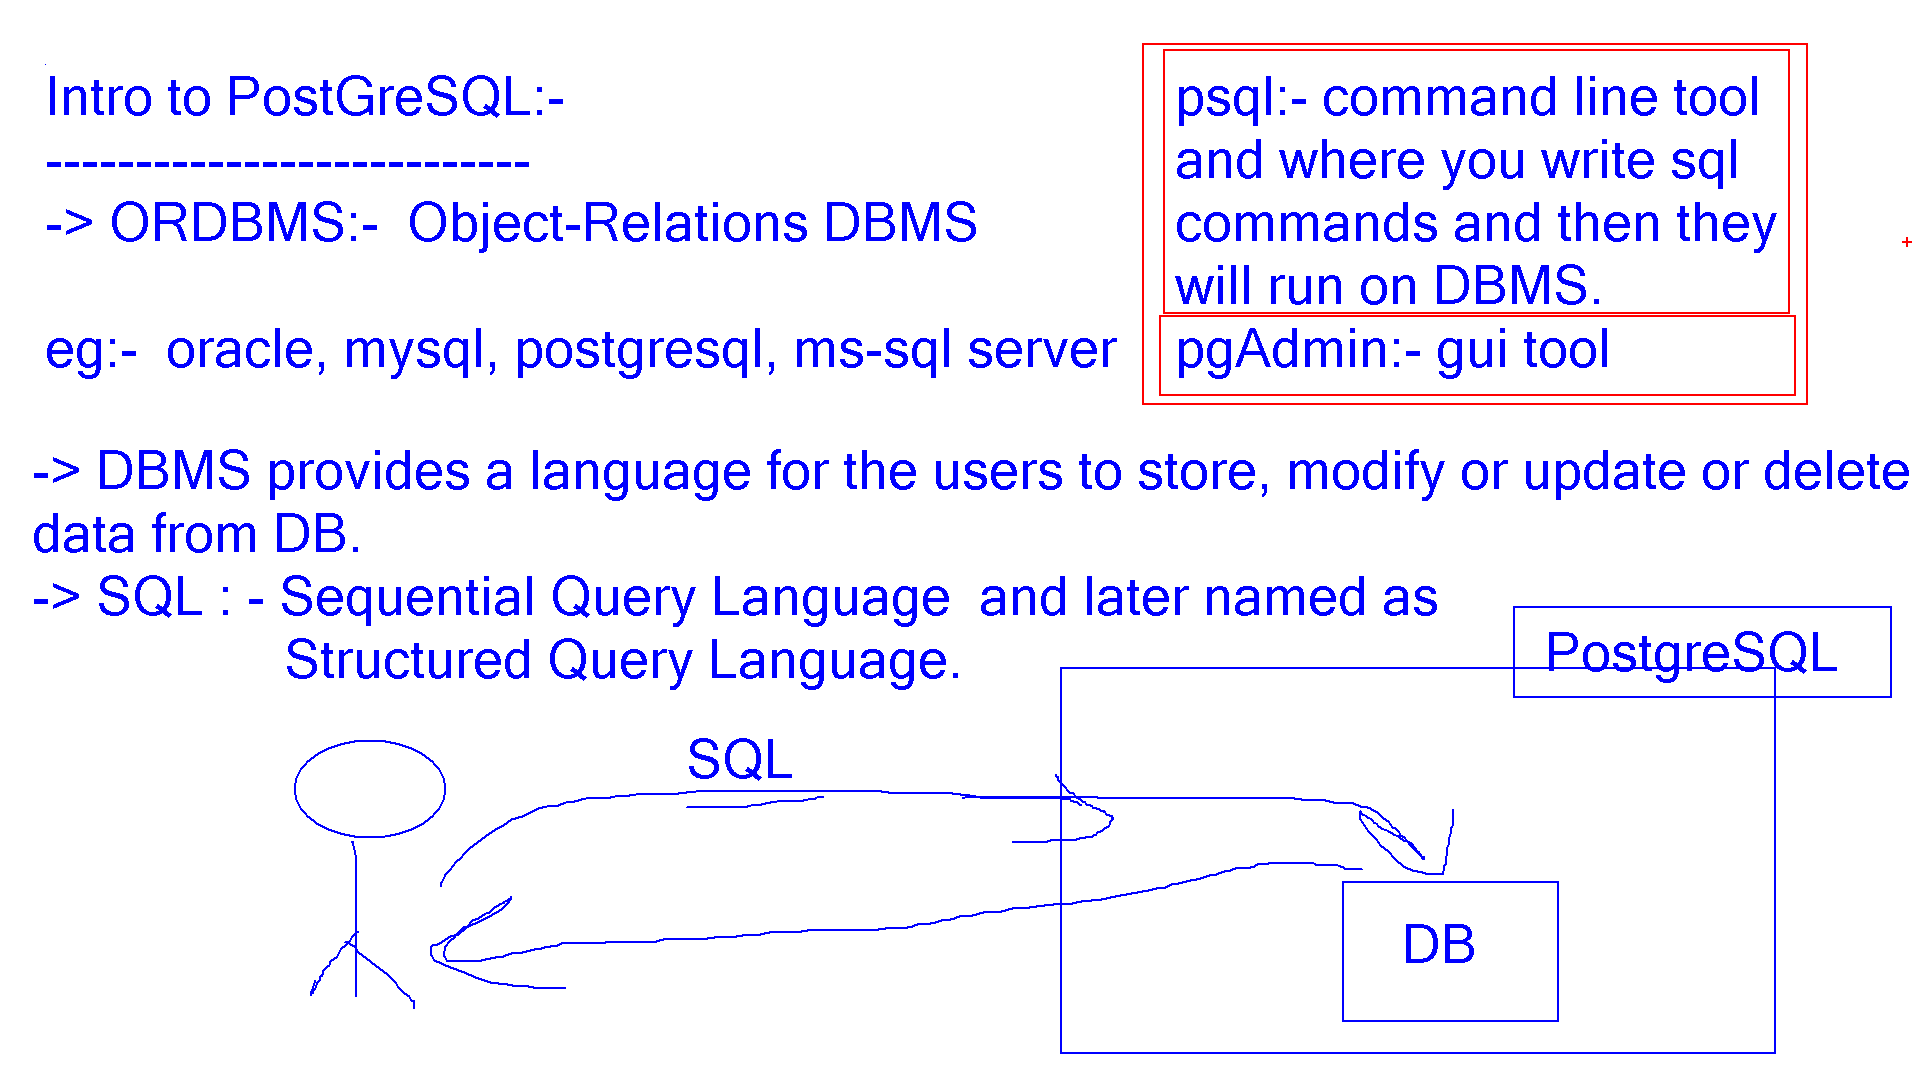 Intro to PostGreSQL:-
---------------------------
-> ORDBMS:-  Object-Relations DBMS
eg:-  oracle, mysql, postgresql, ms-sql server
psql:- command line tool
and where you write sql
commands and then they
will run on DBMS.
pgAdmin:- gui tool
-> DBMS provides a language for the users to store, modify or update or delete
data from DB.
-> SQL : - Sequential Query Language  and later named as
Structured Query Language.
PostgreSQL
SQL
DB